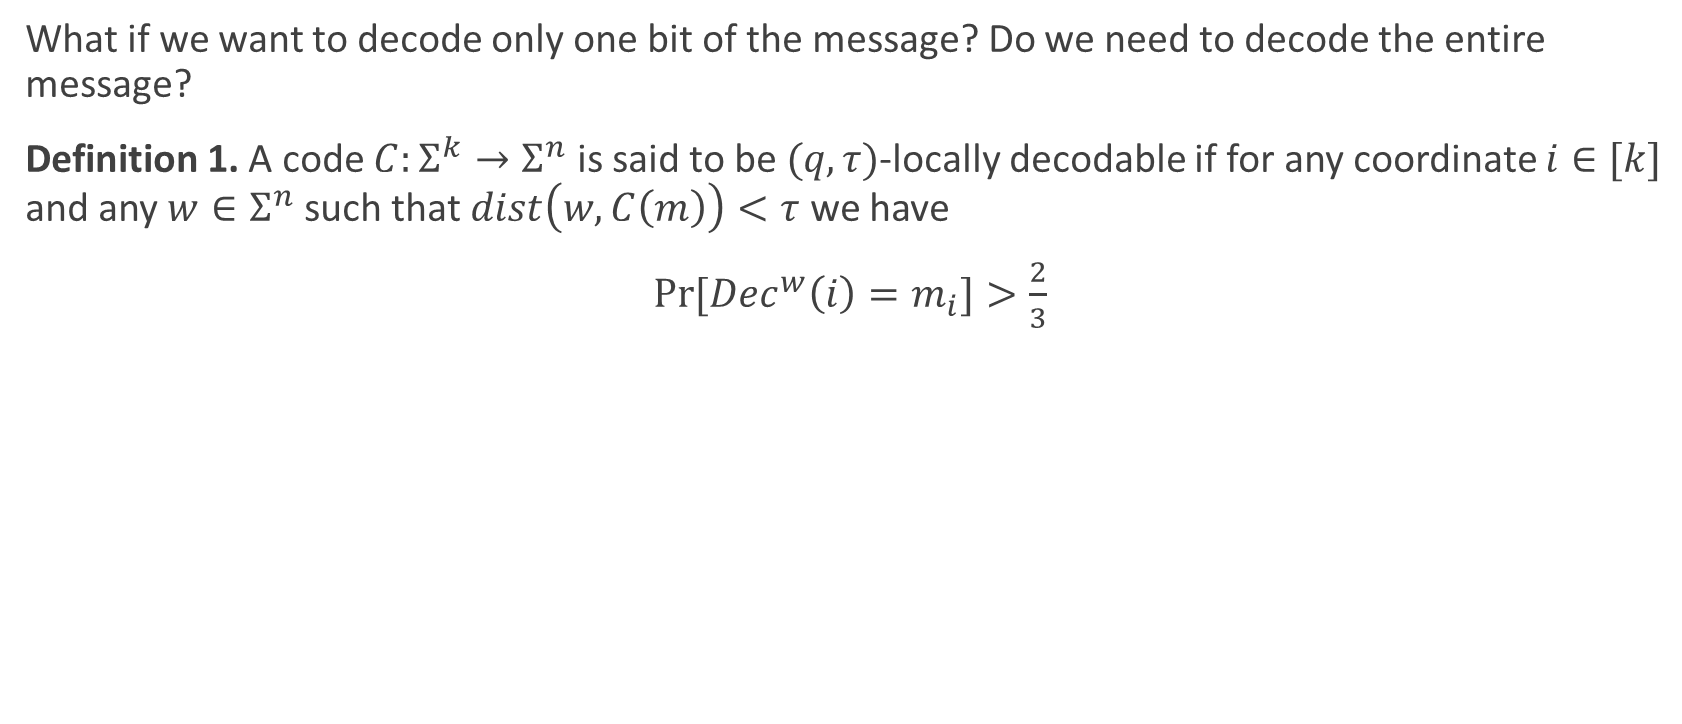 What if we want to decode only one bit of the message? Do we need to decode the entire
message?
Definition 1. A code 𝐶: Σ^𝑘 → Σ^𝑛 is said to be (𝑞, 𝜏)-locally decodable if for any coordinate 𝑖 ∈ [𝑘]
and any 𝑤 ∈ Σ^𝑛 such that 𝑑𝑖𝑠𝑡(𝑤, 𝐶(𝑚)) < 𝜏 we have
Pr[𝐷𝑒𝑐^𝑤(𝑖) = 𝑚_𝑖] > 2/3